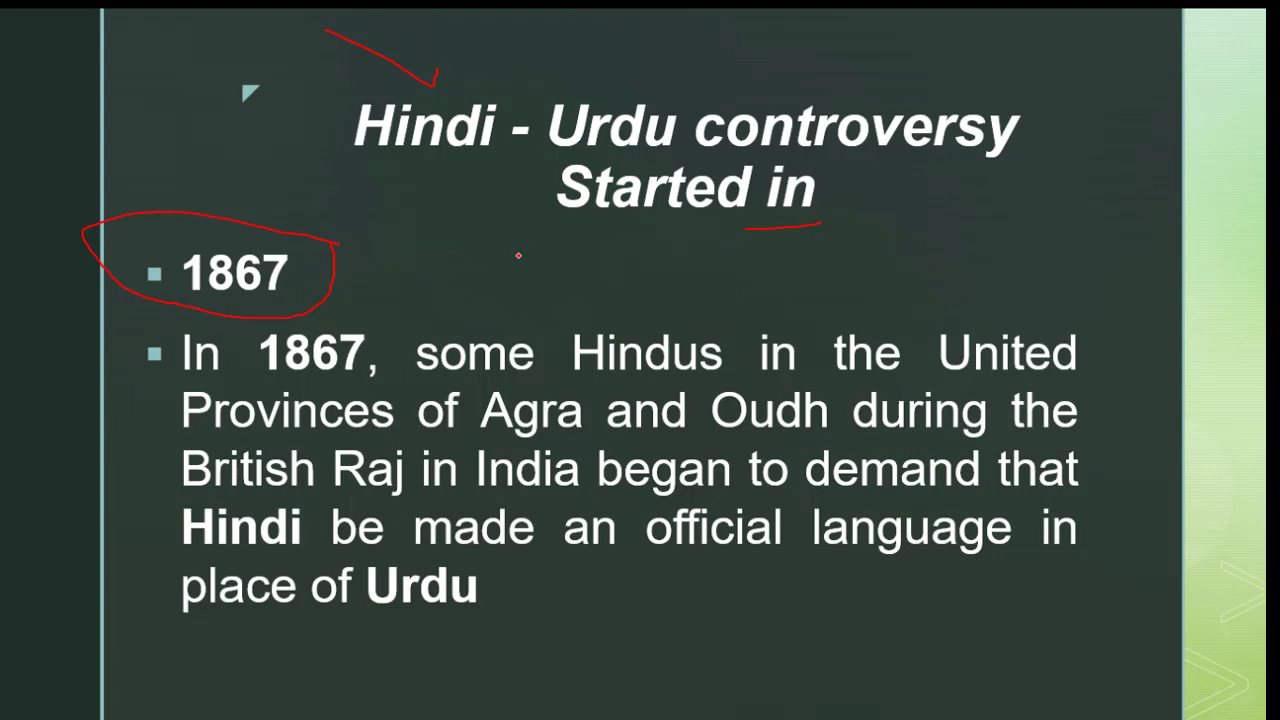 Hindi - Urdu controversy
Started in
▪ 1867
▪ In 1867, some Hindus in the United
Provinces of Agra and Oudh during the
British Raj in India began to demand that
Hindi be made an official language in
place of Urdu